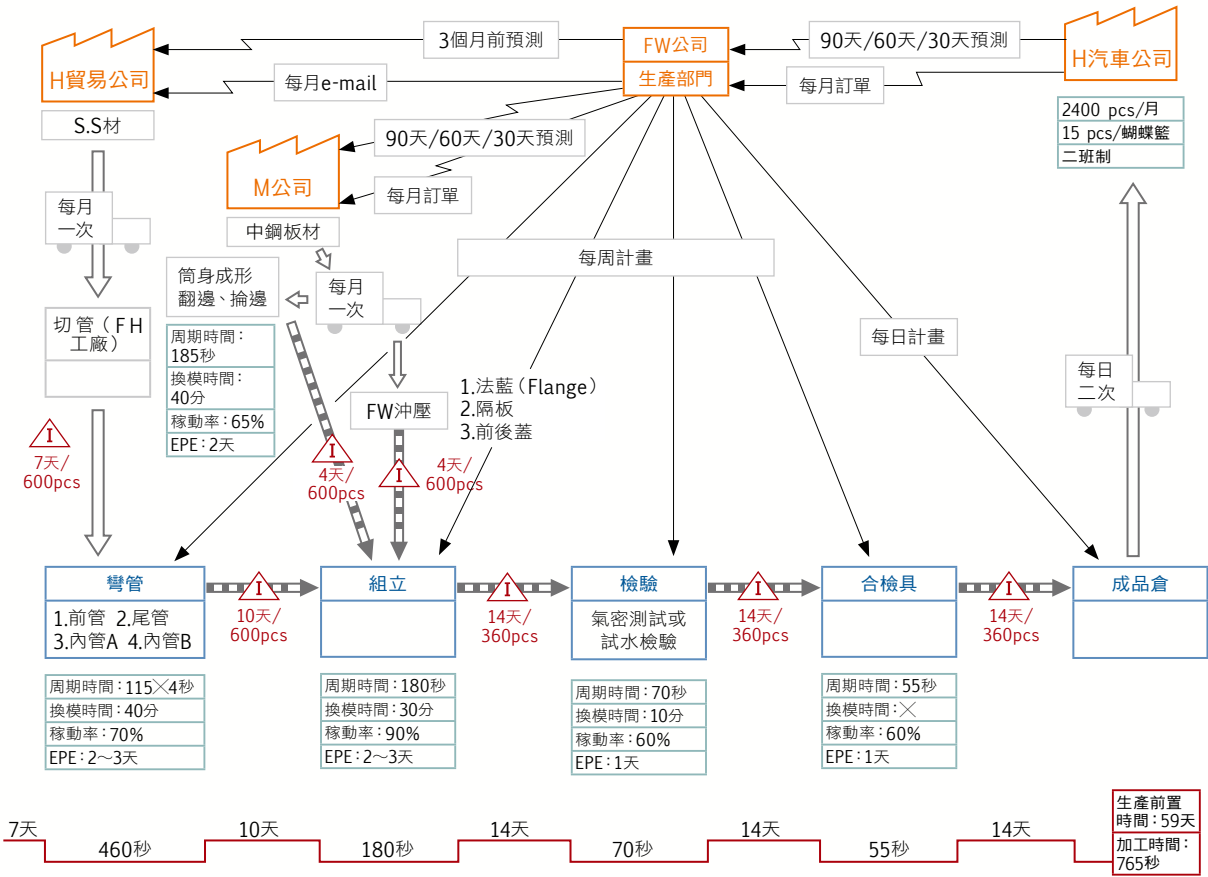 H貿易公司
3個月前預測
FW公司
生產部門
90天/60天/30天預測
H汽車公司
每月e-mail
每月訂單
S.S材
90天/60天/30天預測
M公司
每月訂單
2400 pcs/月
15 pcs/蝴蝶籃
二班制
每月
一次
中鋼板材
每周計畫
筒身成形
翻邊、掄邊
每月
一次
切管（FH
工廠）
周期時間：
185秒
換模時間：
40分
稼動率：65%
EPE：2天
每日計畫
每日
二次
FW沖壓
1.法藍（Flange）
2.隔板
3.前後蓋
I
7天/
600pcs
I
4天/
600pcs
I
4天/
600pcs
彎管
1.前管 2.尾管
3.內管A 4.內管B
I
10天/
600pcs
組立
I
14天/
360pcs
檢驗
氣密測試或
試水檢驗
I
14天/
360pcs
合檢具
I
14天/
360pcs
成品倉
周期時間：115×4秒
換模時間：40分
稼動率：70%
EPE：2～3天
周期時間：180秒
換模時間：30分
稼動率：90%
EPE：2～3天
周期時間：70秒
換模時間：10分
稼動率：60%
EPE：1天
周期時間：55秒
換模時間：×
稼動率：60%
EPE：1天
7天
460秒
10天
180秒
14天
70秒
14天
55秒
14天
生產前置
時間：59天
加工時間：
765秒